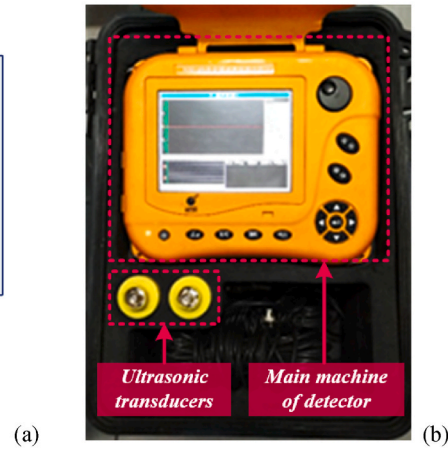 Ultrasonic
transducers
Main machine
of detector
(a)
(b)